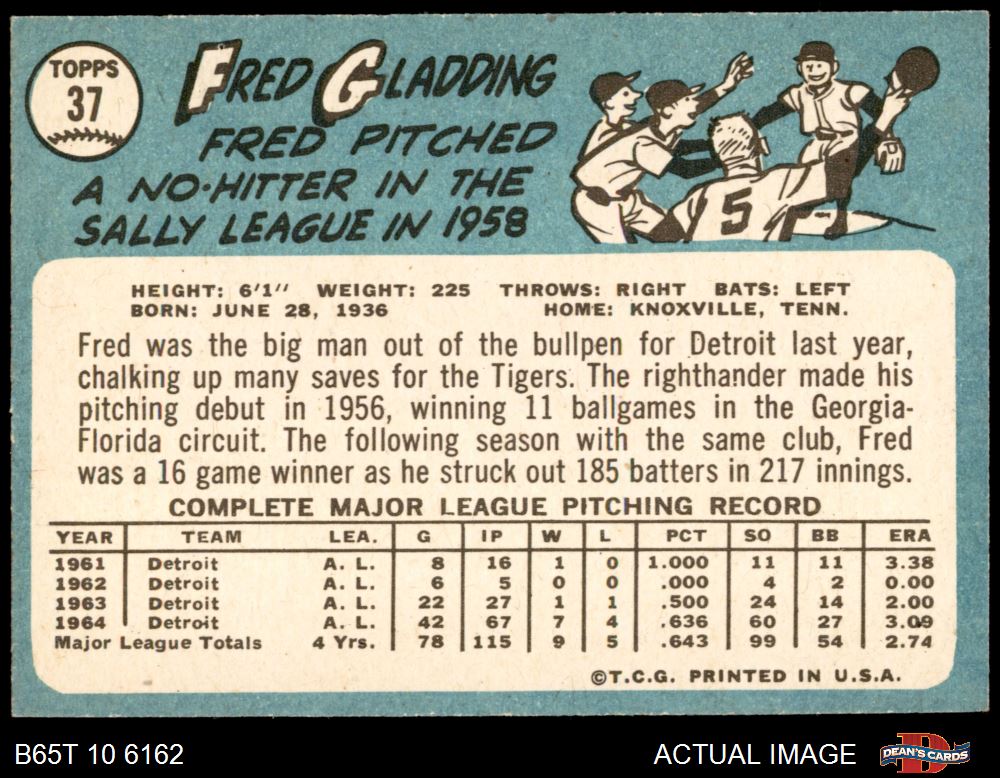 TOPPS
37
FRED GLADDING
FRED PITCHED
A NO-HITTER IN THE
SALLY LEAGUE IN 1958
5
HEIGHT: 6'1" WEIGHT: 225 THROWS: RIGHT BATS: LEFT
BORN: JUNE 28, 1936 HOME: KNOXVILLE, TENN.
Fred was the big man out of the bullpen for Detroit last year,
chalking up many saves for the Tigers. The righthander made his
pitching debut in 1956, winning 11 ballgames in the Georgia-
Florida circuit. The following season with the same club, Fred
was a 16 game winner as he struck out 185 batters in 217 innings.
COMPLETE MAJOR LEAGUE PITCHING RECORD
YEAR TEAM LEA. G IP W L PCT SO BB ERA
1961 Detroit A. L. 8 16 1 0 1.000 11 11 3.38
1962 Detroit A. L. 6 5 0 0 .000 4 2 0.00
1963 Detroit A. L. 22 27 1 1 .500 24 14 2.00
1964 Detroit A. L. 42 67 7 4 .636 60 27 3.09
Major League Totals 4 Yrs. 78 115 9 5 .643 99 54 2.74
©T.C.G. PRINTED IN U.S.A.
B65T 10 6162 ACTUAL IMAGE DEAN'S CARDS